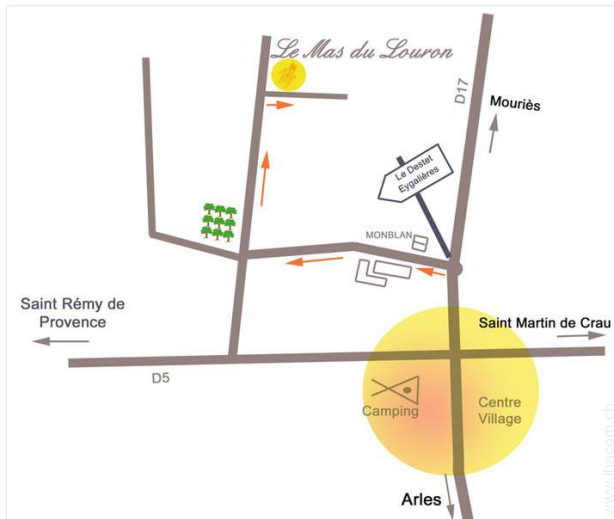 Le Mas du Louron
D17
Mouriès
Le Destet
Eygalières
MONBLAN
Saint Rémy de
Provence
Saint Martin de Crau
D5
Camping
Centre
Village
Arles
www.ihacom.ch